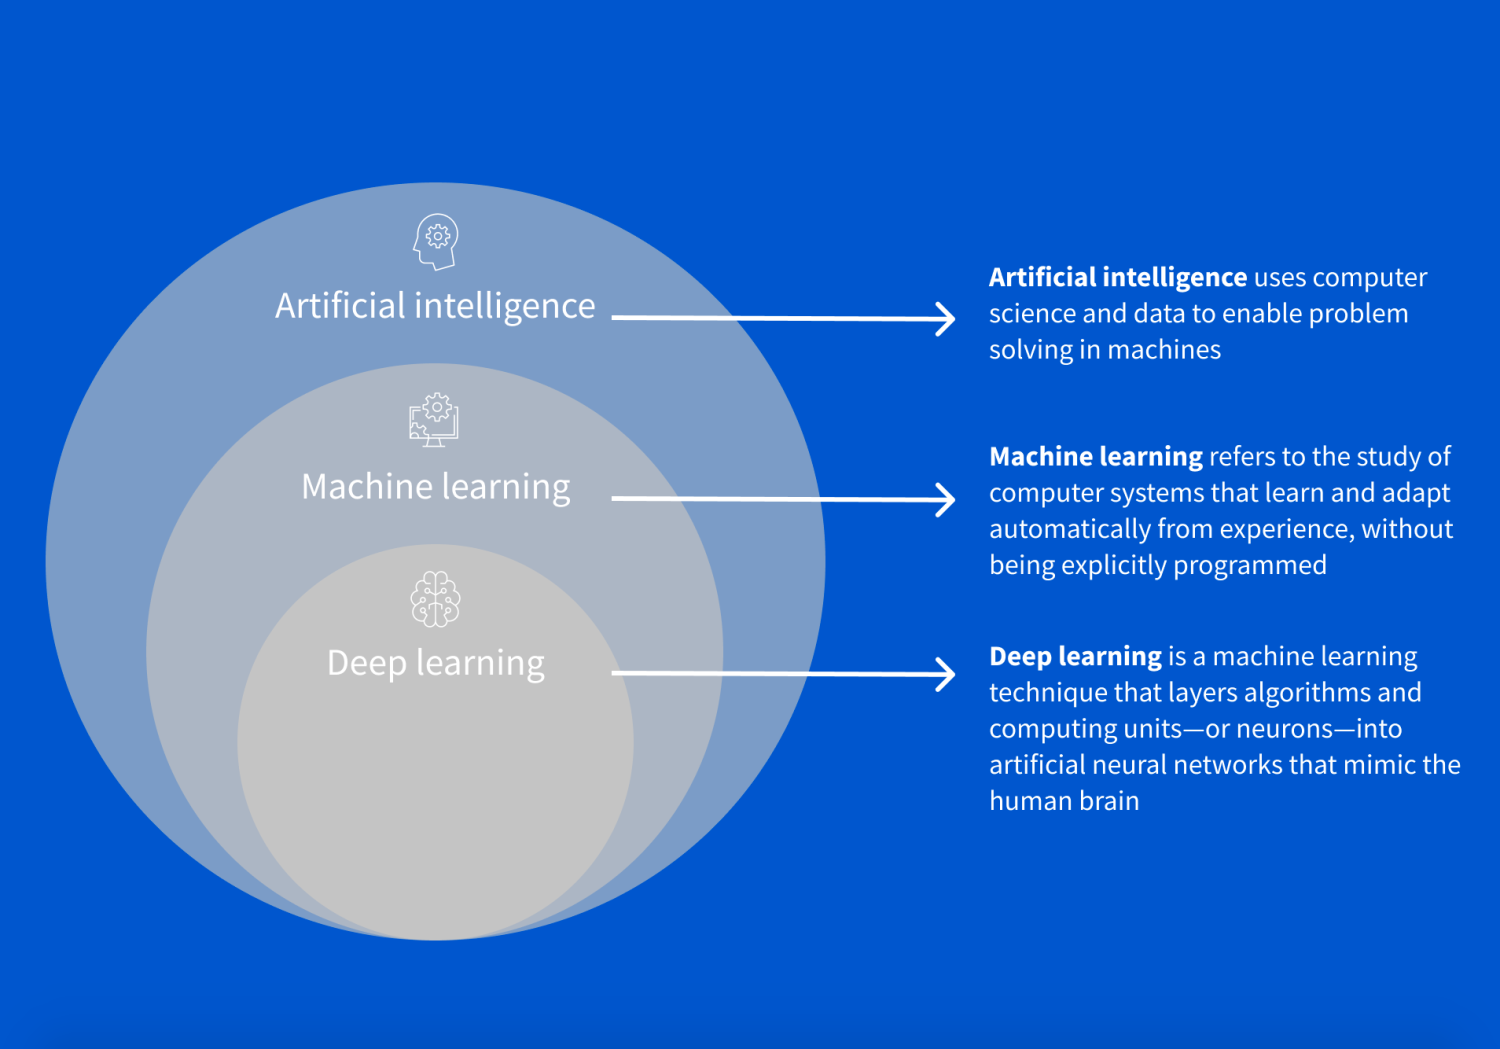 Artificial intelligence
Artificial intelligence uses computer
science and data to enable problem
solving in machines
Machine learning
Machine learning refers to the study of
computer systems that learn and adapt
automatically from experience, without
being explicitly programmed
Deep learning
Deep learning is a machine learning
technique that layers algorithms and
computing units—or neurons—into
artificial neural networks that mimic the
human brain